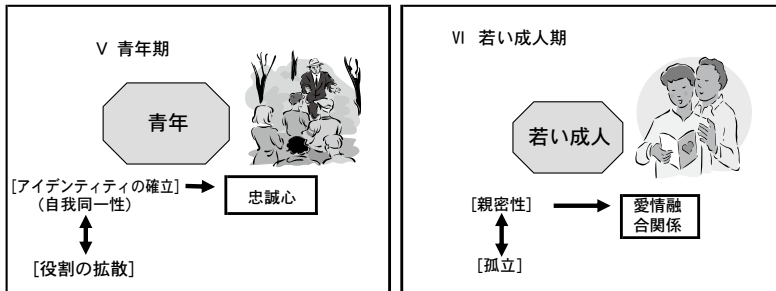 Ⅴ 青年期
青年
[アイデンティティの確立]
(自我同一性)
忠誠心
[役割の拡散]
Ⅵ 若い成人期
若い成人
[親密性]
愛情融
合関係
[孤立]